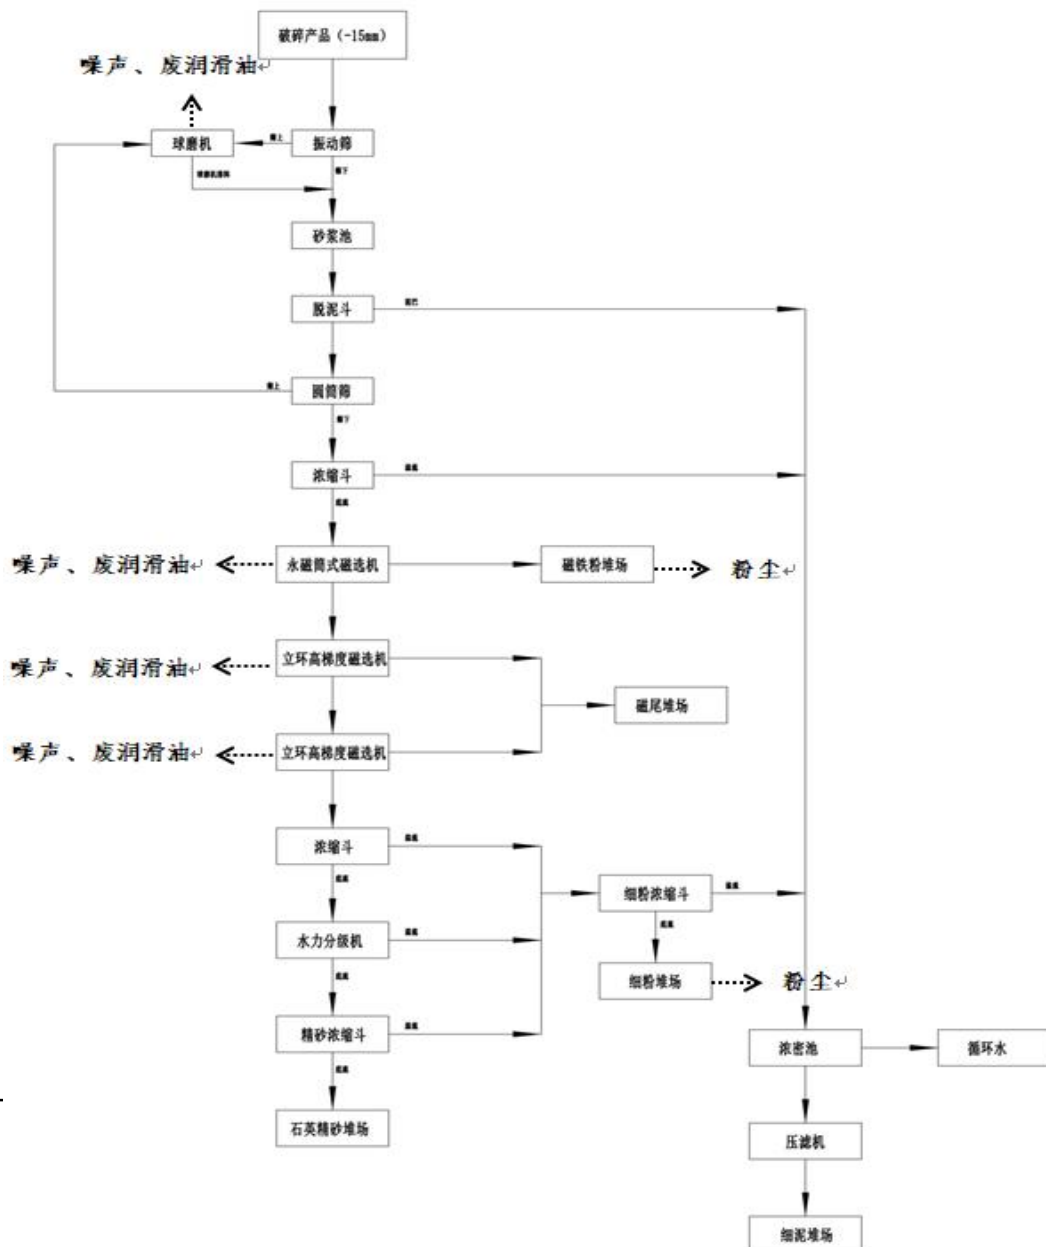 破碎产品（-15mm）
噪声、废润滑油
球磨机
筛上
振动筛
筛下
砂浆池
脱泥斗
圆筒筛
筛上
筛下
浓缩斗
溢流
底流
噪声、废润滑油
永磁筒式磁选机
磁铁粉堆场
粉尘
噪声、废润滑油
立环高梯度磁选机
磁尾堆场
噪声、废润滑油
立环高梯度磁选机
浓缩斗
溢流
底流
细粉浓缩斗
溢流
底流
水力分级机
溢流
底流
细粉堆场
粉尘
精砂浓缩斗
溢流
底流
浓密池
循环水
石英精砂堆场
压滤机
细泥堆场